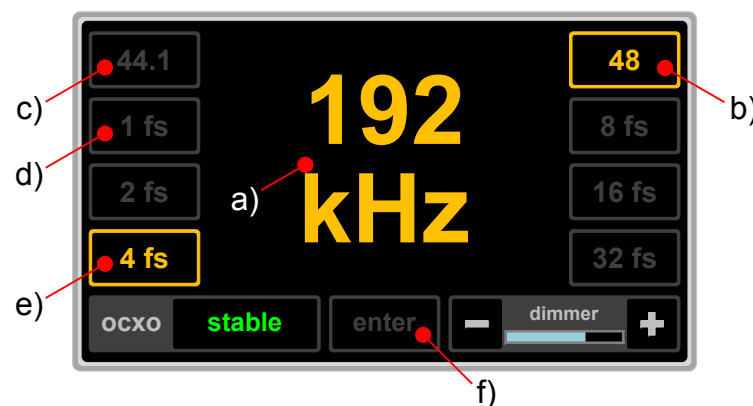 44.1
192
48
c)
b)
1 fs
8 fs
d)
a)
2 fs
kHz
16 fs
4 fs
32 fs
e)
ocxo stable enter − dimmer +
f)